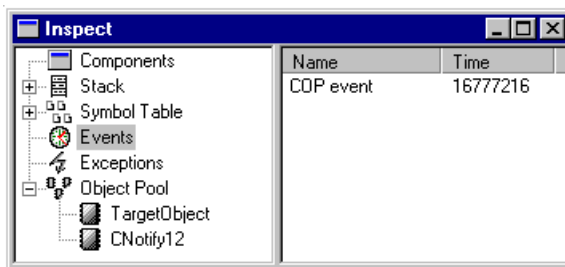 Inspect
Components
Stack
Symbol Table
Events
Exceptions
Object Pool
TargetObject
CNotify12
Name Time
COP event 16777216